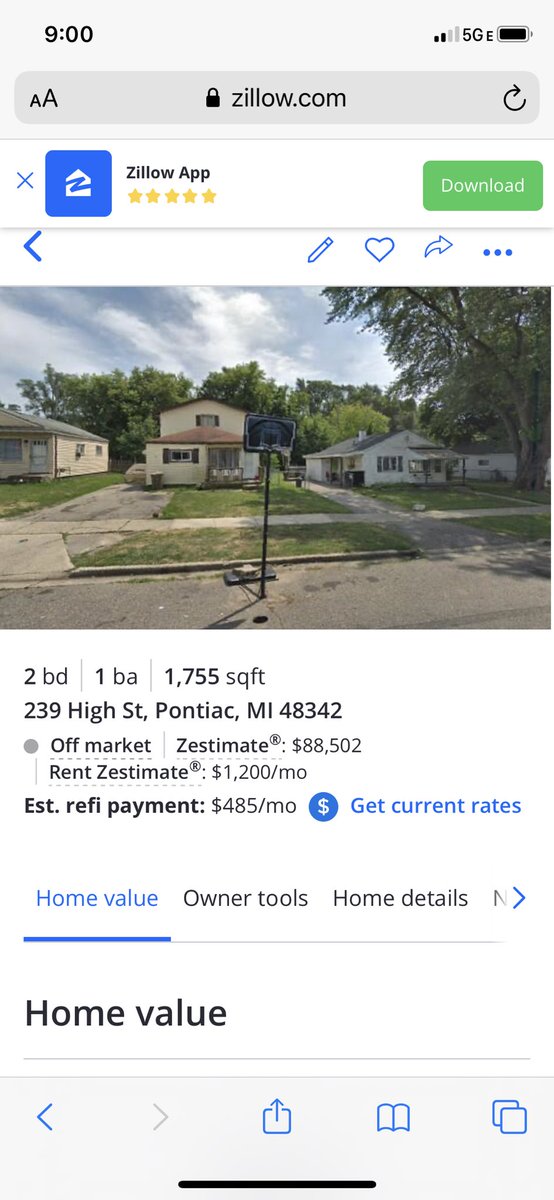 9:00
5G E
AA
zillow.com
Zillow App
Download
2 bd 1 ba 1,755 sqft
239 High St, Pontiac, MI 48342
Off market Zestimate®: $88,502
Rent Zestimate®: $1,200/mo
Est. refi payment: $485/mo $ Get current rates
Home value Owner tools Home details N
Home value